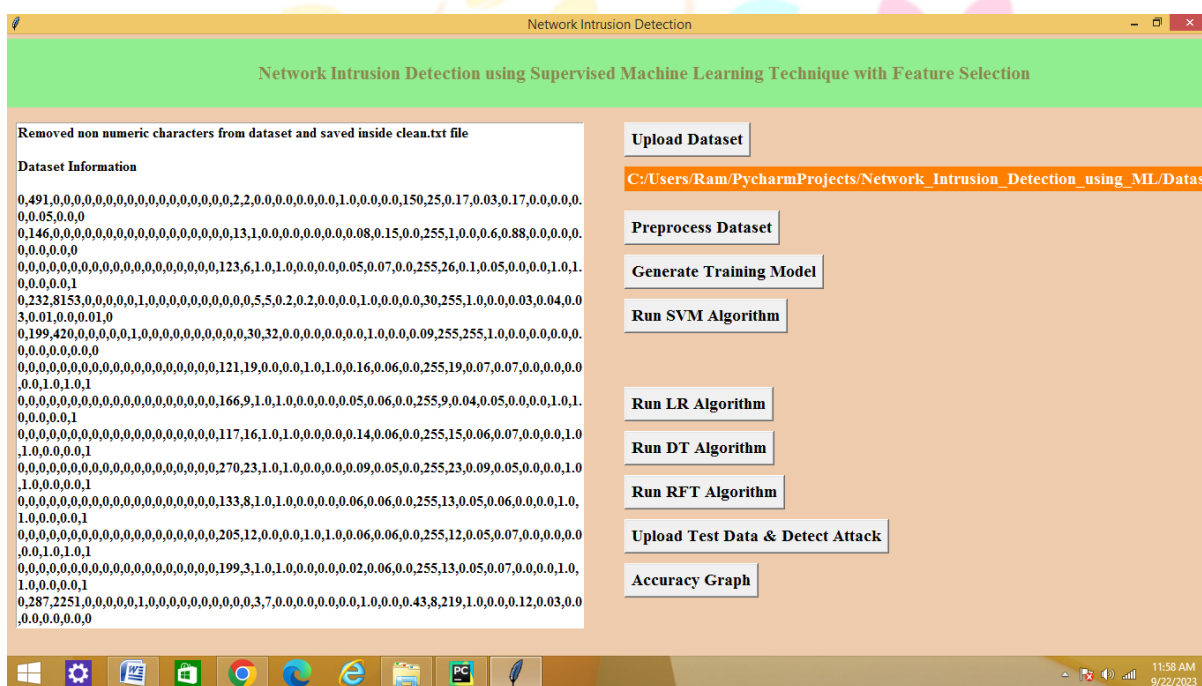 Network Intrusion Detection
Network Intrusion Detection using Supervised Machine Learning Technique with Feature Selection
Removed non numeric characters from dataset and saved inside clean.txt file
Dataset Information
0,491,0,0,0,0,0,0,0,0,0,0,0,0,0,0,0,0,0,2,2,0.0,0.0,0.0,0.0,1.0,0.0,0.0,150,25,0.17,0.03,0.17,0.0,0.0,0.
0,0.05,0.0,0
0,146,0,0,0,0,0,0,0,0,0,0,0,0,0,0,0,0,0,13,1,0.0,0.0,0.0,0.0,0.08,0.15,0.0,255,1,0.0,0.6,0.88,0.0,0.0,0.
0,0.0,0.0,0
0,0,0,0,0,0,0,0,0,0,0,0,0,0,0,0,0,0,0,123,6,1.0,1.0,0.0,0.0,0.05,0.07,0.0,255,26,0.1,0.05,0.0,0.0,1.0,1.
0,0.0,0.0,1
0,232,8153,0,0,0,0,0,1,0,0,0,0,0,0,0,0,0,0,5,5,0.2,0.2,0.0,0.0,1.0,0.0,0.0,30,255,1.0,0.0,0.03,0.04,0.0
3,0.01,0.0,0.01,0
0,199,420,0,0,0,0,0,1,0,0,0,0,0,0,0,0,0,0,30,32,0.0,0.0,0.0,0.0,1.0,0.0,0.09,255,255,1.0,0.0,0.0,0.0,0.
0,0.0,0.0,0.0,0
0,0,0,0,0,0,0,0,0,0,0,0,0,0,0,0,0,0,0,121,19,0.0,0.0,1.0,1.0,0.16,0.06,0.0,255,19,0.07,0.07,0.0,0.0,0.0
,0.0,1.0,1.0,1
0,0,0,0,0,0,0,0,0,0,0,0,0,0,0,0,0,0,0,166,9,1.0,1.0,0.0,0.0,0.05,0.06,0.0,255,9,0.04,0.05,0.0,0.0,1.0,1.
0,0.0,0.0,1
0,0,0,0,0,0,0,0,0,0,0,0,0,0,0,0,0,0,0,117,16,1.0,1.0,0.0,0.0,0.14,0.06,0.0,255,15,0.06,0.07,0.0,0.0,1.0
,1.0,0.0,0.0,1
0,0,0,0,0,0,0,0,0,0,0,0,0,0,0,0,0,0,0,270,23,1.0,1.0,0.0,0.0,0.09,0.05,0.0,255,23,0.09,0.05,0.0,0.0,1.0
,1.0,0.0,0.0,1
0,0,0,0,0,0,0,0,0,0,0,0,0,0,0,0,0,0,0,133,8,1.0,1.0,0.0,0.0,0.06,0.06,0.0,255,13,0.05,0.06,0.0,0.0,1.0,
1.0,0.0,0.0,1
0,0,0,0,0,0,0,0,0,0,0,0,0,0,0,0,0,0,0,205,12,0.0,0.0,1.0,1.0,0.06,0.06,0.0,255,12,0.05,0.07,0.0,0.0,0.0
,0.0,1.0,1.0,1
0,0,0,0,0,0,0,0,0,0,0,0,0,0,0,0,0,0,0,199,3,1.0,1.0,0.0,0.0,0.02,0.06,0.0,255,13,0.05,0.07,0.0,0.0,1.0,
1.0,0.0,0.0,1
0,287,2251,0,0,0,0,0,1,0,0,0,0,0,0,0,0,0,0,3,7,0.0,0.0,0.0,0.0,1.0,0.0,0.43,8,219,1.0,0.0,0.12,0.03,0.0
,0.0,0.0,0.0,0
Upload Dataset
C:/Users/Ram/PycharmProjects/Network_Intrusion_Detection_using_ML/Datas
Preprocess Dataset
Generate Training Model
Run SVM Algorithm
Run LR Algorithm
Run DT Algorithm
Run RFT Algorithm
Upload Test Data & Detect Attack
Accuracy Graph
PC
11:58 AM
9/22/2023